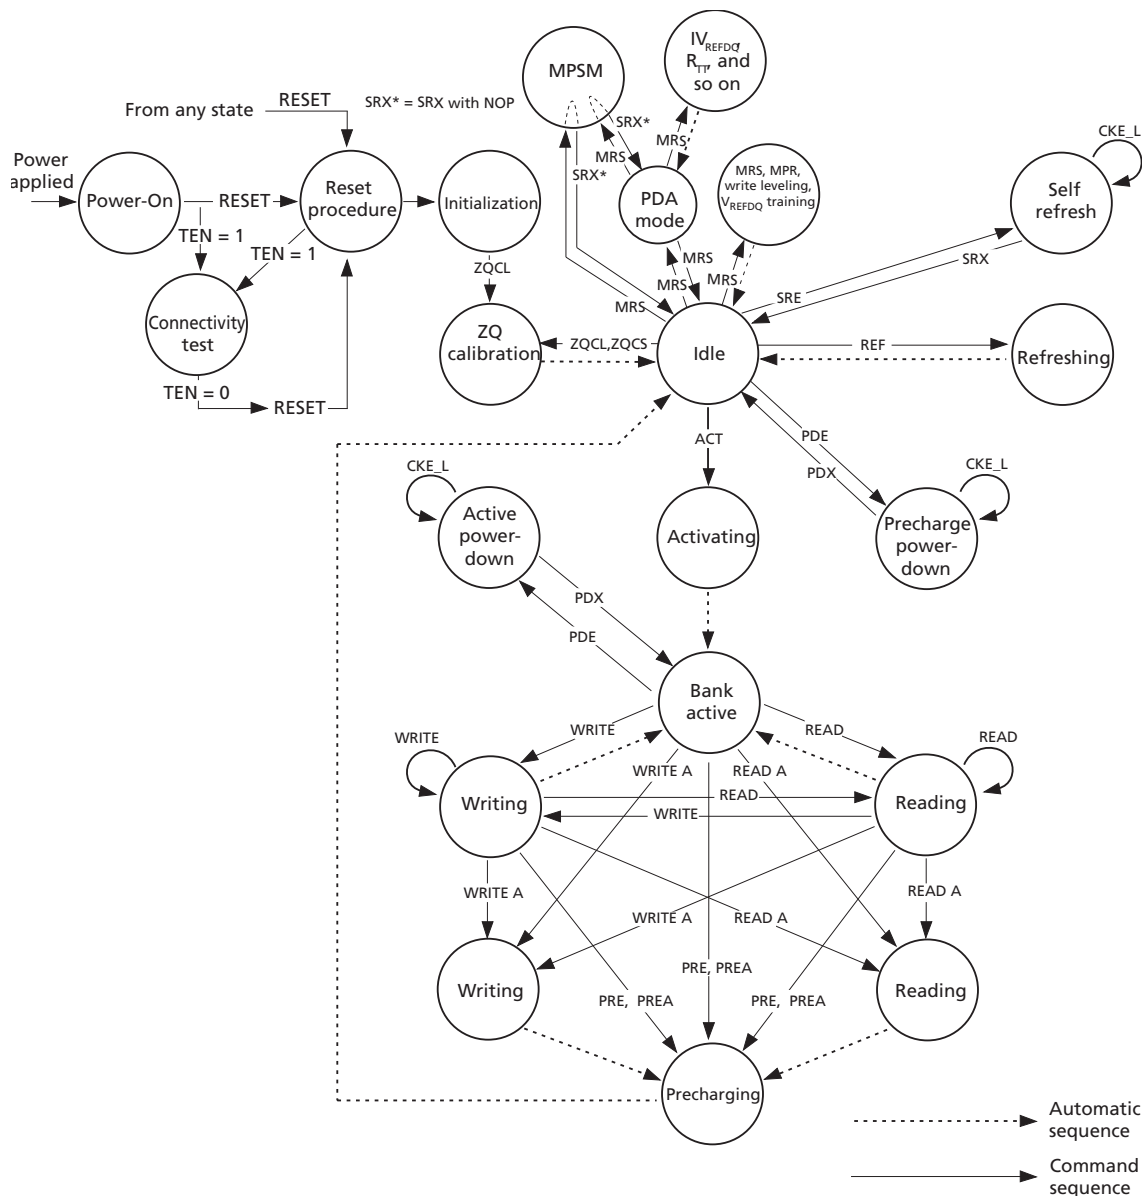 IV REFDQ,
R TT, and
so on
MPSM
From any state
RESET
SRX* = SRX with NOP
SRX*
MRS
SRX*
MRS
CKE_L
Power
applied
Power-On
RESET
Reset
procedure
Initialization
PDA
mode
MRS, MPR,
write leveling,
V REFDQ training
Self
refresh
TEN = 1
TEN = 1
ZQCL
MRS
MRS
MRS
SRX
SRE
MRS
Connectivity
test
ZQ
calibration
ZQCL,ZQCS
Idle
REF
Refreshing
TEN = 0
RESET
ACT
PDE
PDX
CKE_L
CKE_L
Active
power-
down
Activating
Precharge
power-
down
PDX
PDE
Bank
active
WRITE
READ
WRITE
READ
WRITE A
READ A
Writing
READ
Reading
WRITE
WRITE A
READ A
WRITE A
READ A
PRE, PREA
Writing
PRE, PREA
PRE, PREA
Reading
Precharging
Automatic
sequence
Command
sequence